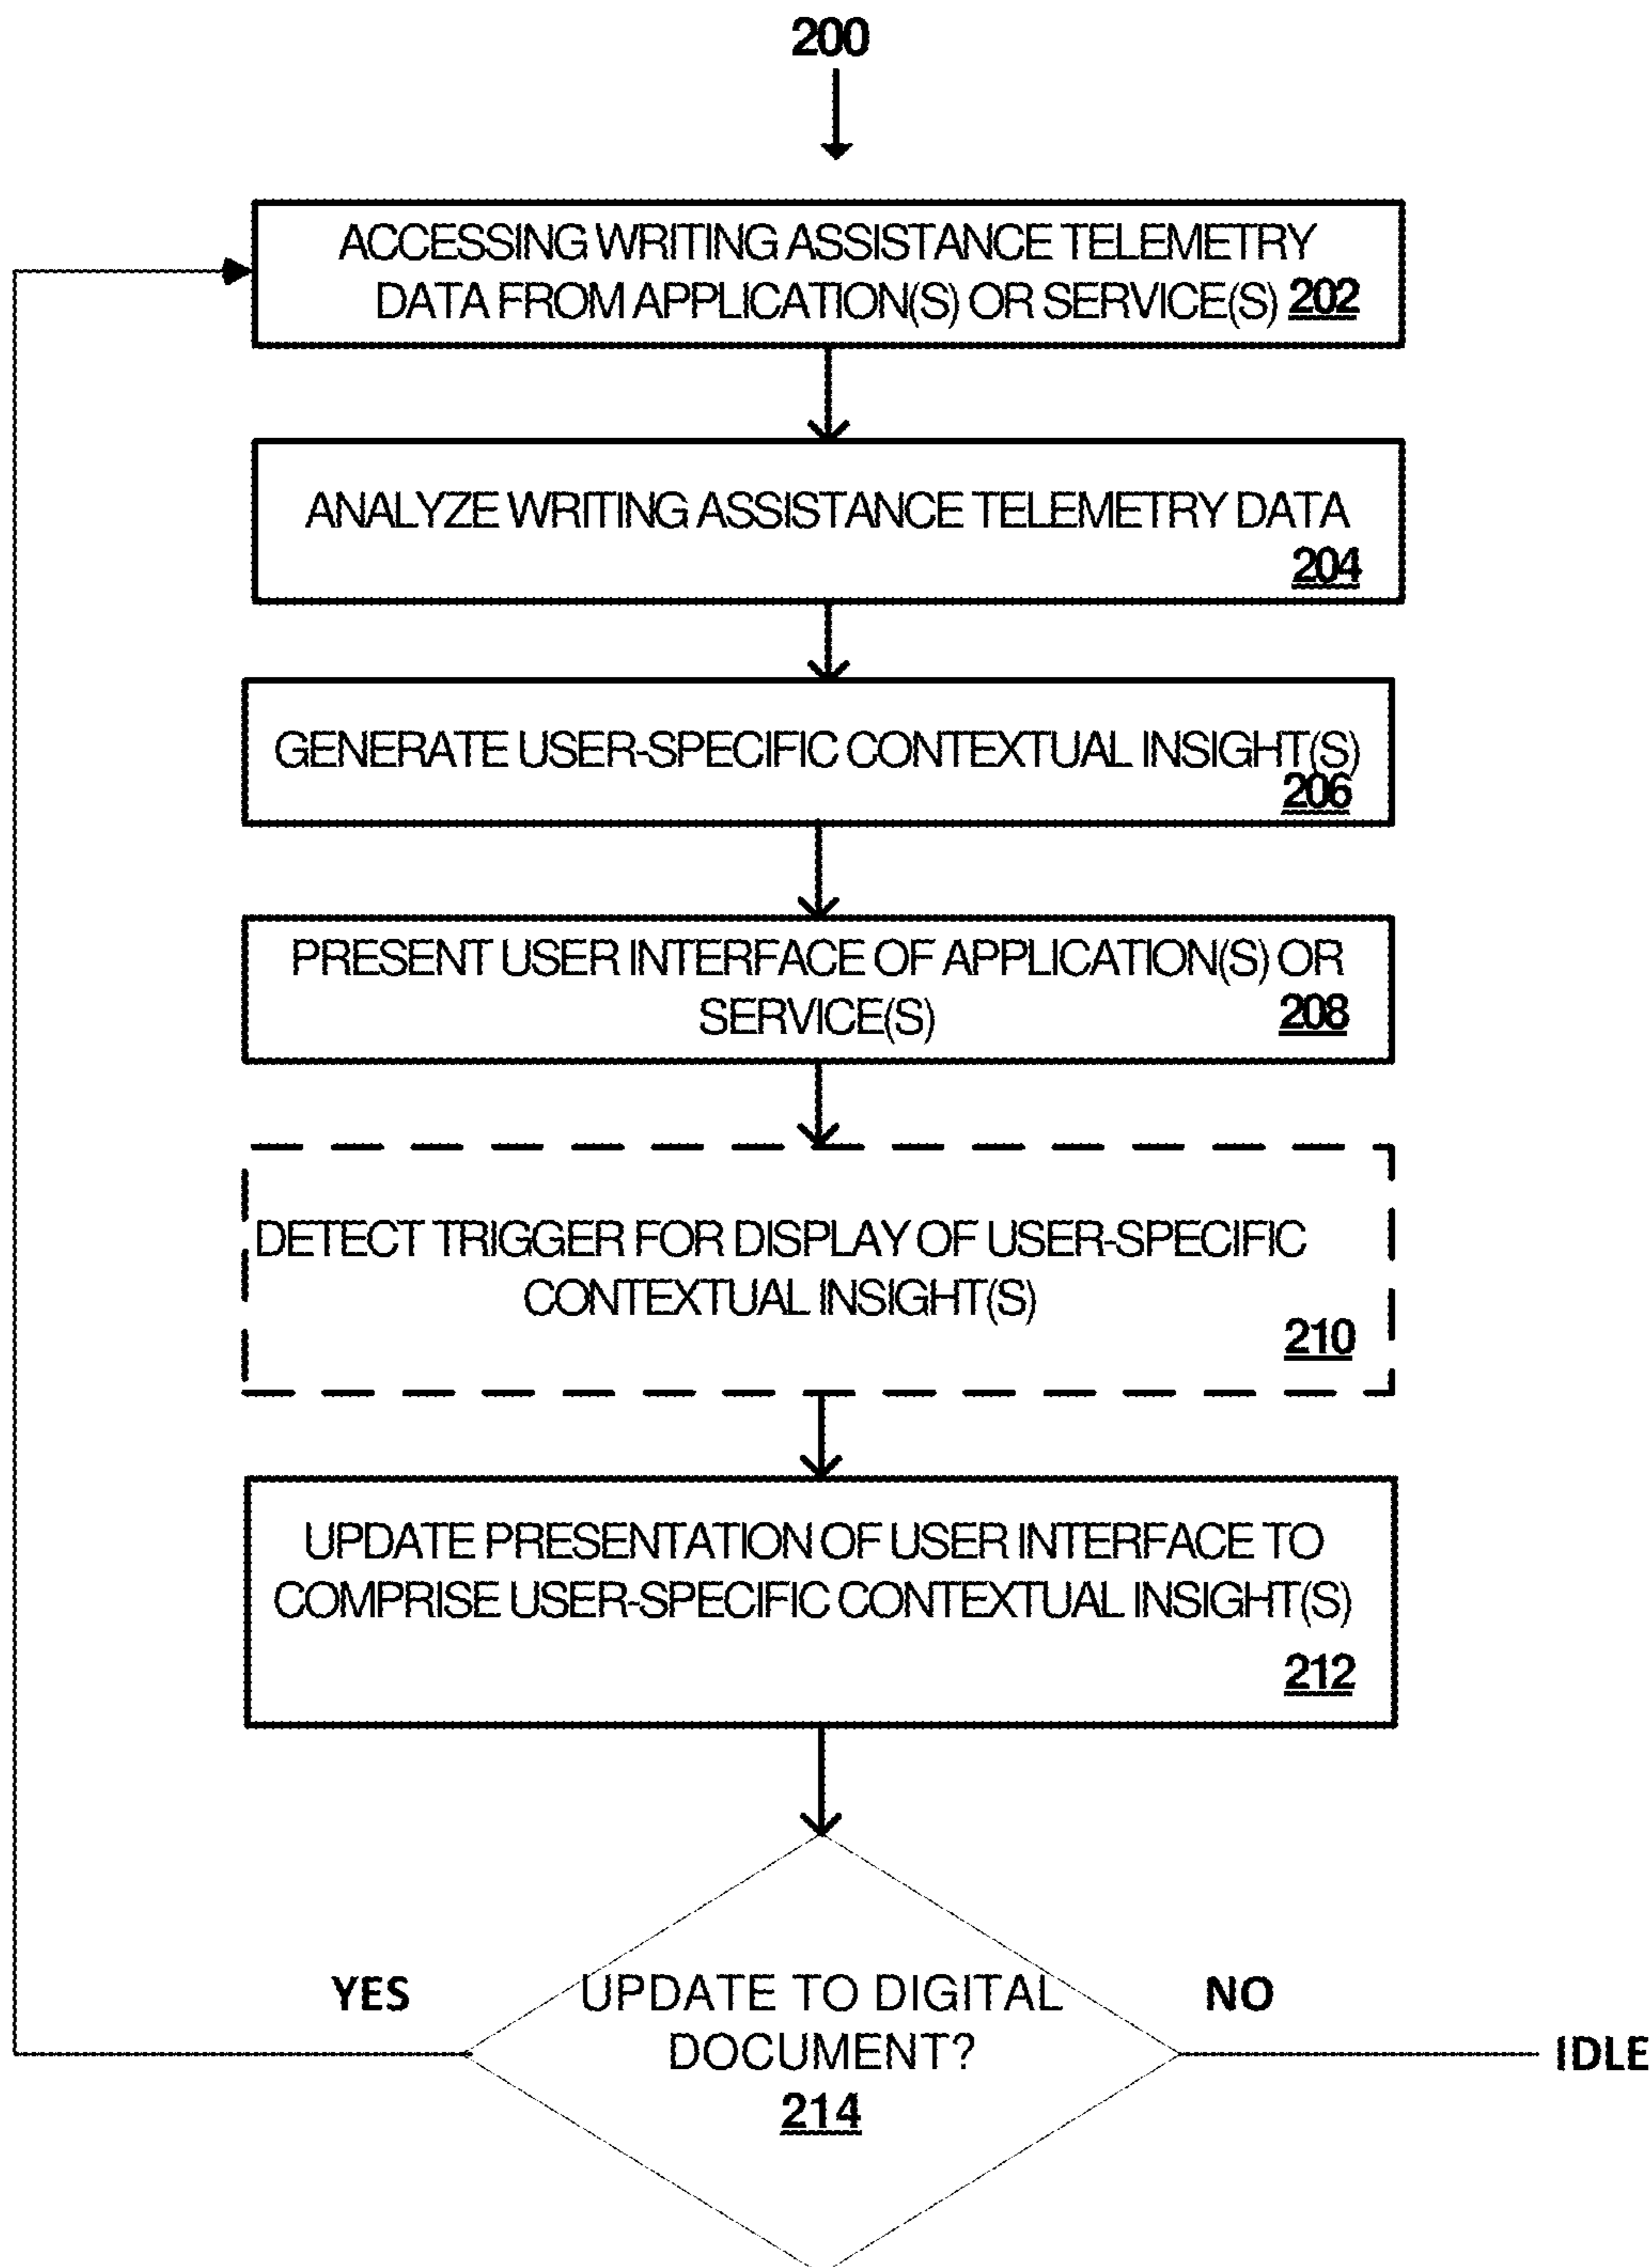 200
ACCESSING WRITING ASSISTANCE TELEMETRY
DATA FROM APPLICATION(S) OR SERVICE(S) 202
ANALYZE WRITING ASSISTANCE TELEMETRY DATA
204
GENERATE USER-SPECIFIC CONTEXTUAL INSIGHT(S)
206
PRESENT USER INTERFACE OF APPLICATION(S) OR
SERVICE(S) 208
DETECT TRIGGER FOR DISPLAY OF USER-SPECIFIC
CONTEXTUAL INSIGHT(S)
210
UPDATE PRESENTATION OF USER INTERFACE TO
COMPRISE USER-SPECIFIC CONTEXTUAL INSIGHT(S)
212
YES
UPDATE TO DIGITAL
DOCUMENT?
214
NO
IDLE